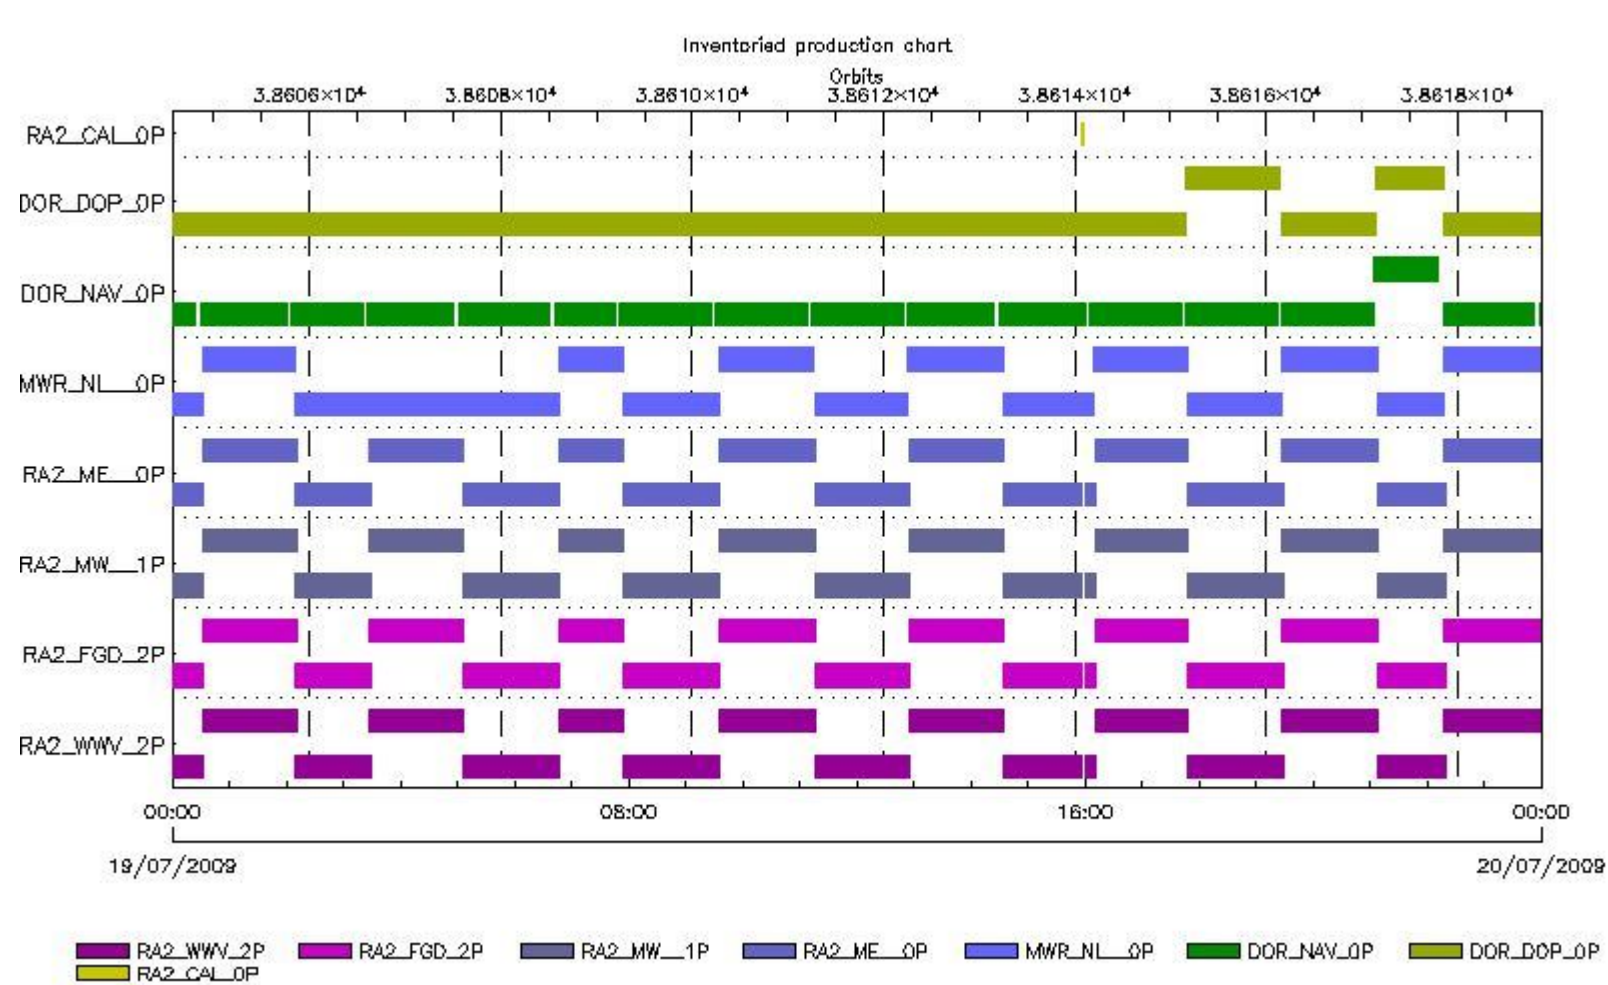 Inventoried production chart
Orbits
3.8606×10⁴ 3.8608×10⁴ 3.8610×10⁴ 3.8612×10⁴ 3.8614×10⁴ 3.8616×10⁴ 3.8618×10⁴
RA2_CAL_0P
DOR_DOP_0P
DOR_NAV_0P
MWR_NL__0P
RA2_ME__0P
RA2_MW__1P
RA2_FGD_2P
RA2_WWV_2P
00:00 08:00 16:00 00:00
19/07/2009 20/07/2009
RA2_WWV_2P RA2_FGD_2P RA2_MW__1P RA2_ME__0P MWR_NL__0P DOR_NAV_0P DOR_DOP_0P
RA2_CAL_0P